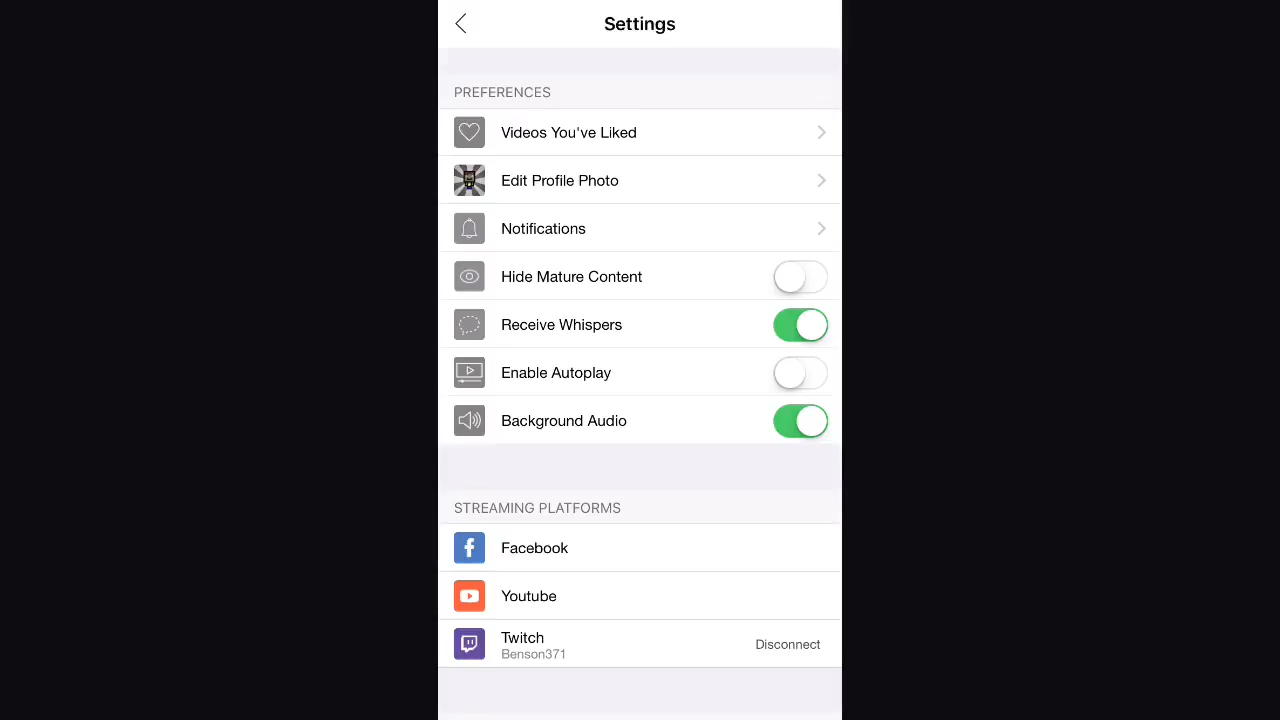 Settings
PREFERENCES
Videos You've Liked
Edit Profile Photo
Notifications
Hide Mature Content
Receive Whispers
Enable Autoplay
Background Audio
STREAMING PLATFORMS
Facebook
Youtube
Twitch
Benson371
Disconnect